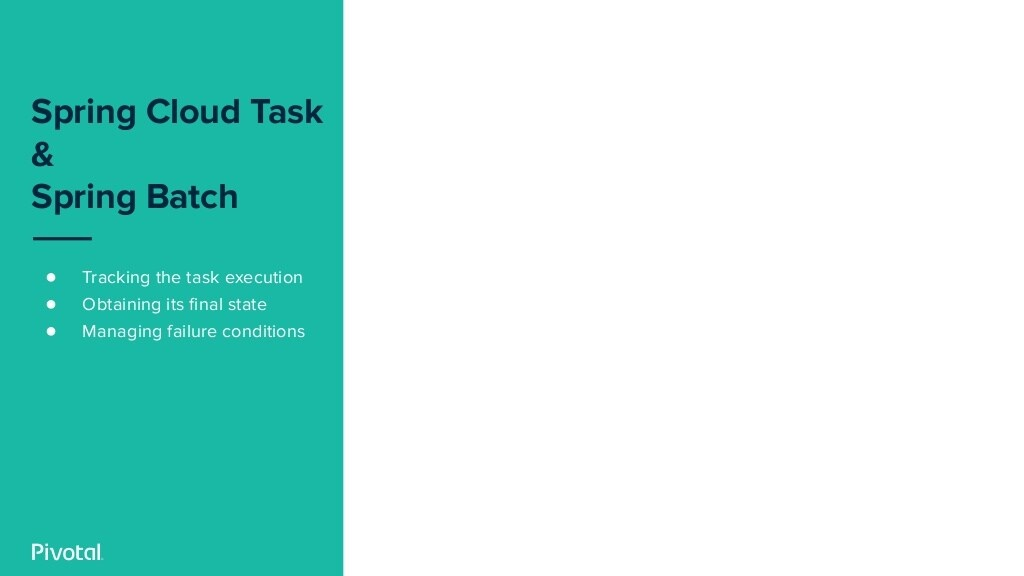 Spring Cloud Task
&
Spring Batch
● Tracking the task execution
● Obtaining its final state
● Managing failure conditions
Pivotal